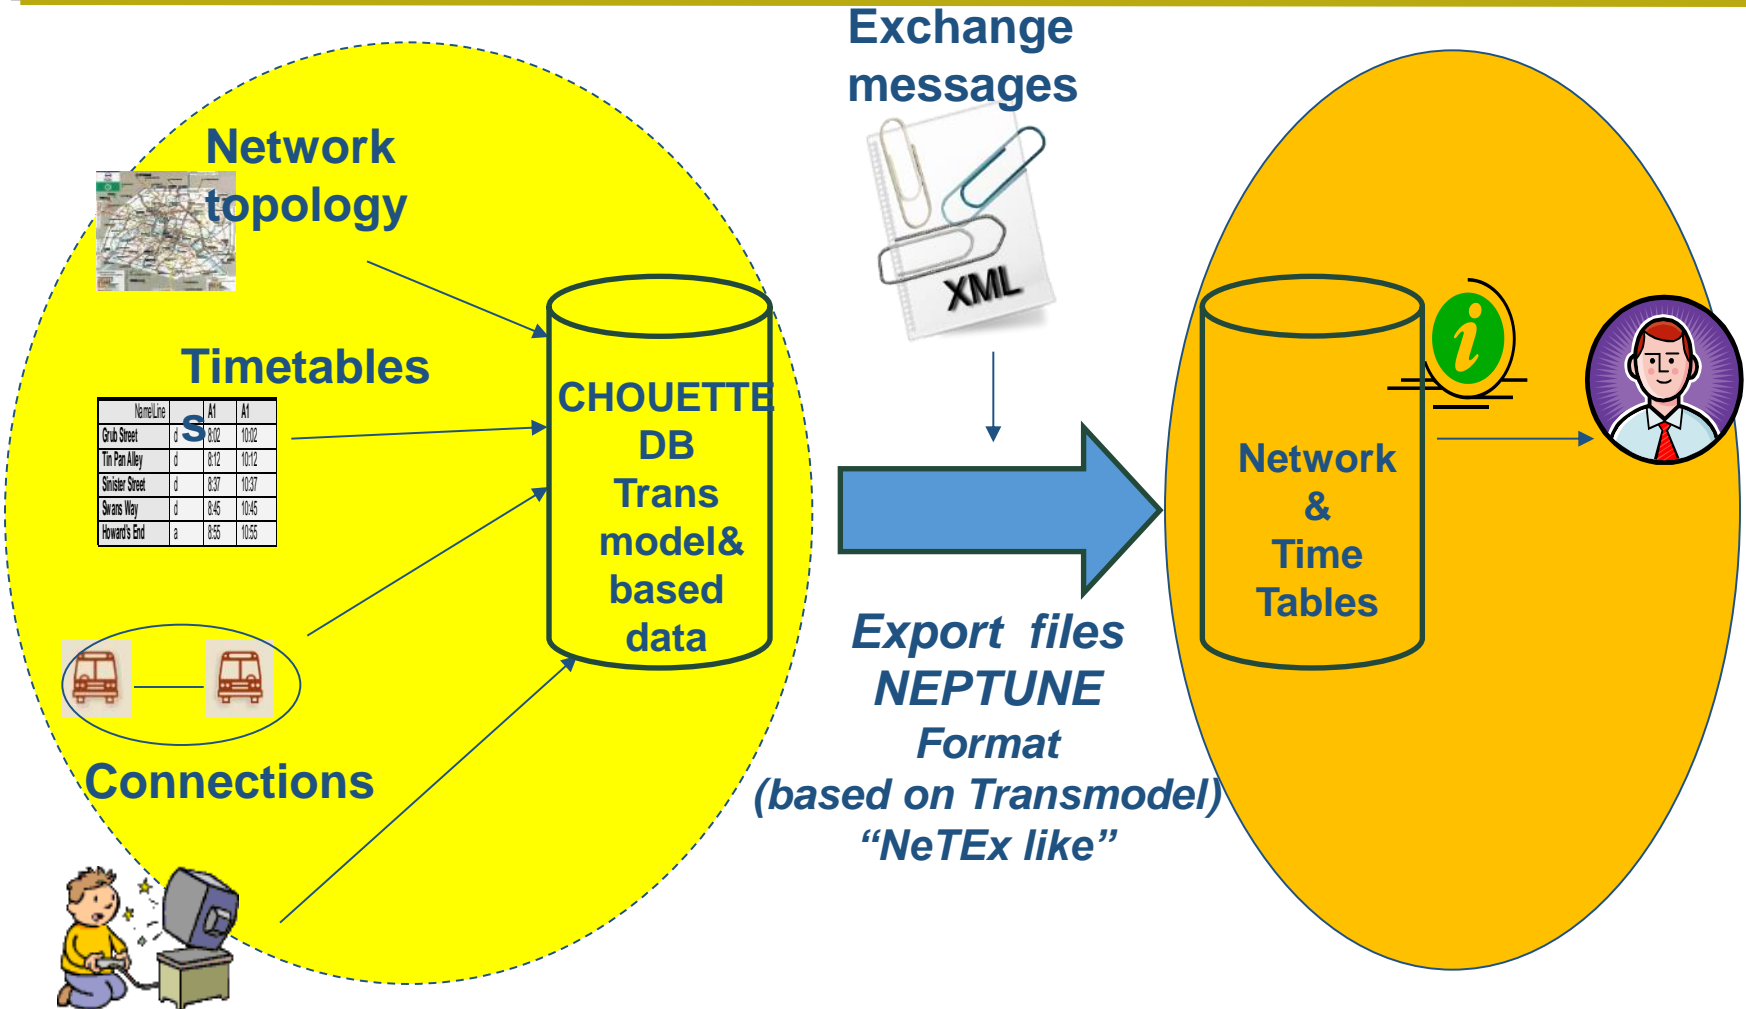 Exchange
messages
Network
topology
XML
Timetables
s
Name\Line A1 A1
Grub Street d 8:02 10:02
Tin Pan Alley d 8:12 10:12
Sinister Street d 8:37 10:37
Swans Way d 8:45 10:45
Howard's End a 8:55 10:55
CHOUETTE
DB
Trans
model&
based
data
i
Network
&
Time
Tables
Connections
Export files
NEPTUNE
Format
(based on Transmodel)
“NeTEx like”